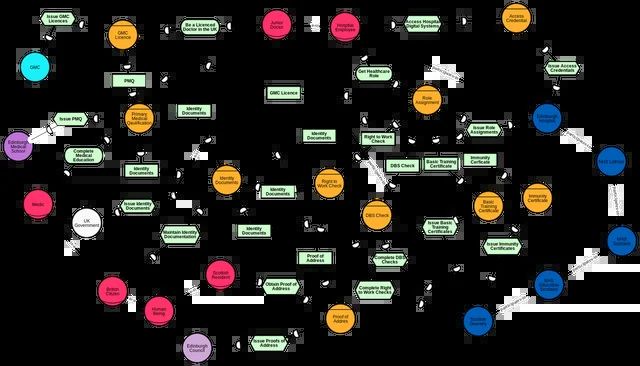 Issue GMC
Licences
GMC
Licence
Be a Licenced
Doctor in the UK
Junior
Doctor
Hospital
Employee
Access Hospital
Digital Systems
Access
Credential
GMC
PMQ
GMC Licence
Get Healthcare
Role
Role
Assignment
Issue Access
Credentials
Issue PMQ
Primary
Medical
Qualification
Identity
Documents
Identity
Documents
Right to
Work Check
Issue Role
Assignments
Edinburgh
Hospital
Edinburgh
Medical
School
Complete
Medical
Education
Identity
Documents
DBS Check
Basic Training
Certificate
Immunity
Certificate
NHS Lothian
Identity
Documents
Identity
Documents
Right to
Work Check
Medic
UK
Government
Issue Identity
Documents
Maintain Identity
Documentation
Identity
Documents
DBS Check
Basic
Training
Certificate
Immunity
Certificate
Issue Basic
Training
Certificates
Issue Immunity
Certificates
NHS
Scotland
Proof of
Address
Complete DBS
Checks
Scottish
Resident
British
Citizen
Human
Being
Obtain Proof of
Address
Complete Right
to Work Checks
NHS
Education
Scotland
Proof of
Addres
Edinburgh
Council
Issue Proofs of
Address